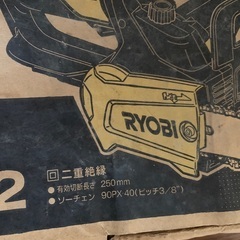 RYOBI
2
回 二重絶縁
● 有効切断長さ 250mm
● ソーチェン 90PX-40(ピッチ3/8")